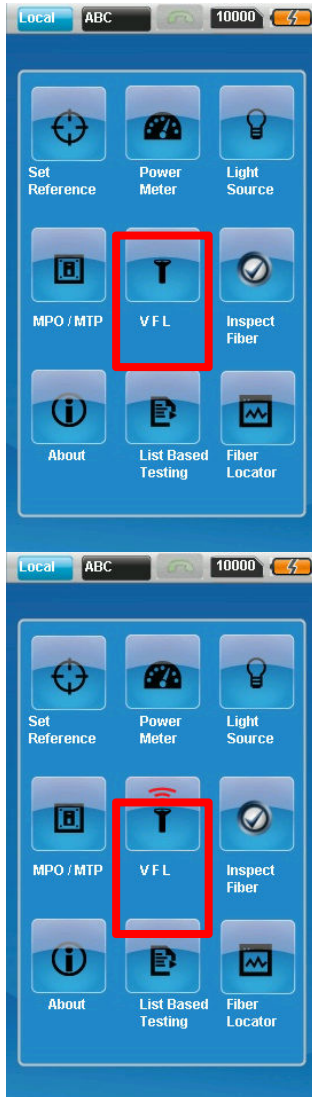 Local ABC 10000
Set Reference
Power Meter
Light Source
MPO / MTP
V F L
Inspect Fiber
About
List Based Testing
Fiber Locator
Local ABC 10000
Set Reference
Power Meter
Light Source
MPO / MTP
V F L
Inspect Fiber
About
List Based Testing
Fiber Locator